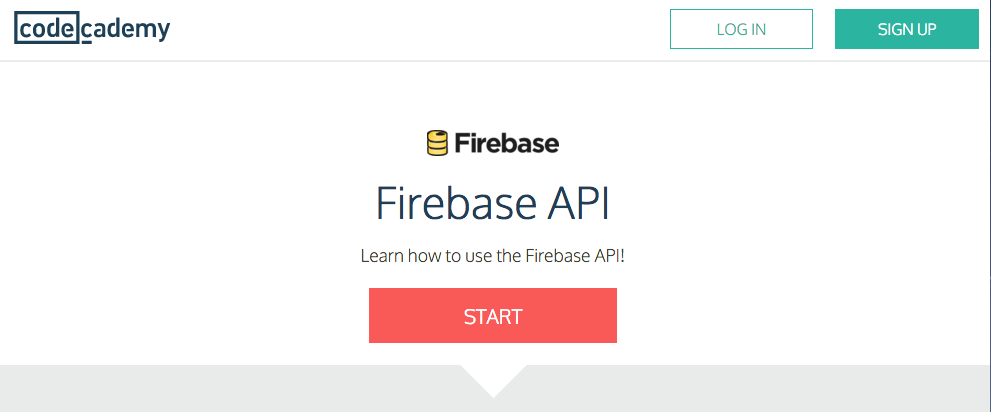 codecademy
LOG IN
SIGN UP
Firebase
Firebase API
Learn how to use the Firebase API!
START